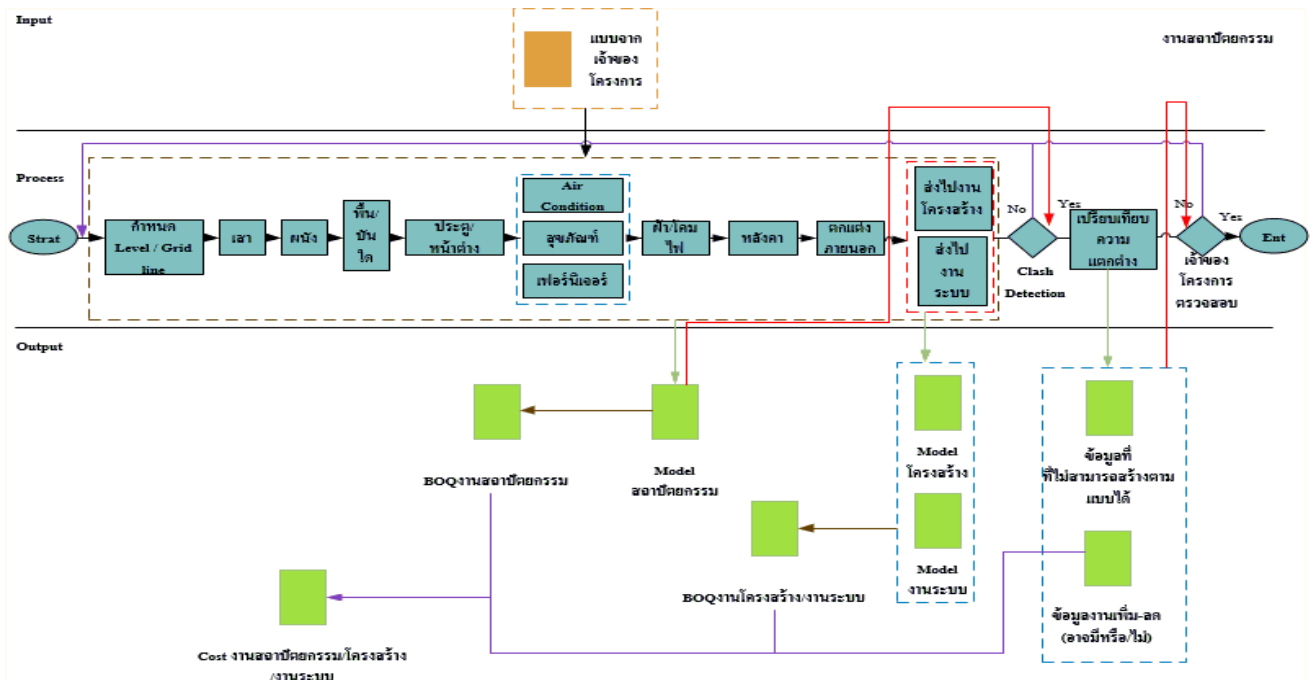 Input
แบบจาก
เจ้าของ
โครงการ
งานสถาปัตยกรรม
Process
Strat
กำหนด
Level / Grid
line
เสา
ผนัง
พื้น/
บัน
ได
ประตู/
หน้าต่าง
Air
Condition
สุขภัณฑ์
เฟอร์นิเจอร์
ฝ้า/โคม
ไฟ
หลังคา
ตกแต่ง
ภายนอก
ส่งไปงาน
โครงสร้าง
ส่งไป
งาน
ระบบ
No
Yes
Clash
Detection
เปรียบเทียบ
ความ
แตกต่าง
No
Yes
เจ้าของ
โครงการ
ตรวจสอบ
Ent
Output
BOQงานสถาปัตยกรรม
Model
สถาปัตยกรรม
Model
โครงสร้าง
ข้อมูลที่
ที่ไม่สามารถสร้างตาม
แบบได้
BOQงานโครงสร้าง/งานระบบ
Model
งานระบบ
ข้อมูลงานเพิ่ม-ลด
(อาจมีหรือ/ไม่)
Cost งานสถาปัตยกรรม/โครงสร้าง
/งานระบบ